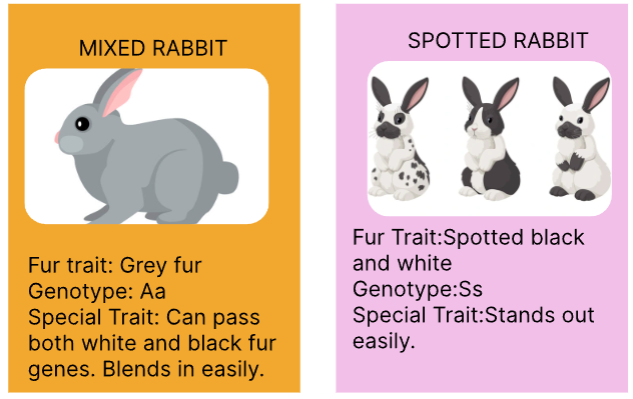 MIXED RABBIT
Fur trait: Grey fur
Genotype: Aa
Special Trait: Can pass
both white and black fur
genes. Blends in easily.
SPOTTED RABBIT
Fur Trait:Spotted black
and white
Genotype:Ss
Special Trait:Stands out
easily.